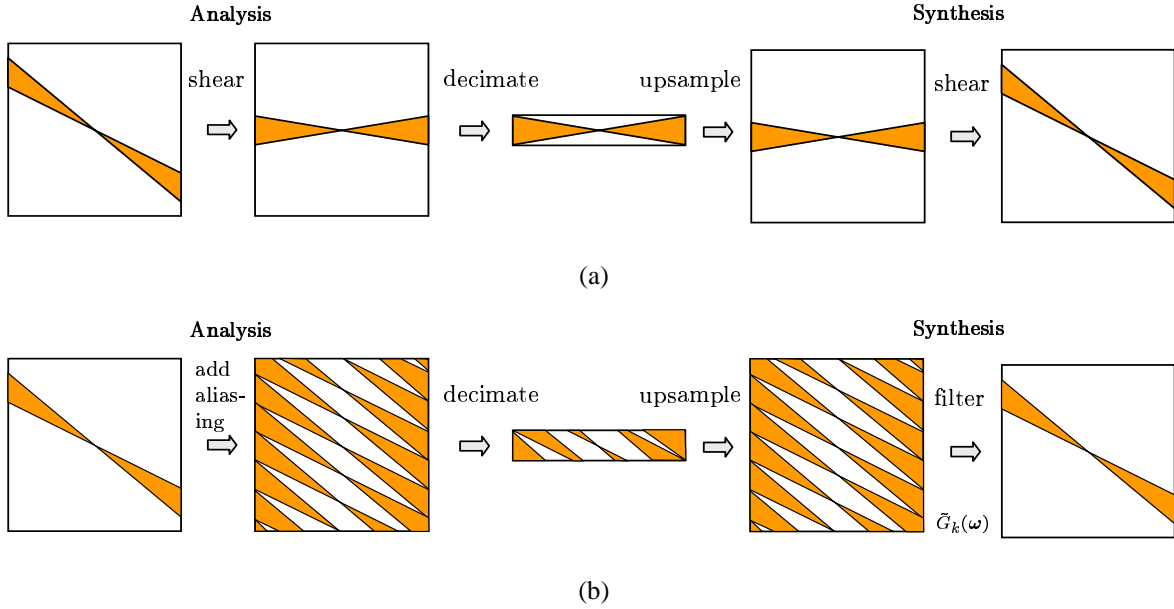 Analysis
Synthesis
shear
decimate
upsample
shear
(a)
Analysis
Synthesis
add
alias-
ing
decimate
upsample
filter
G̃ₖ(ω)
(b)